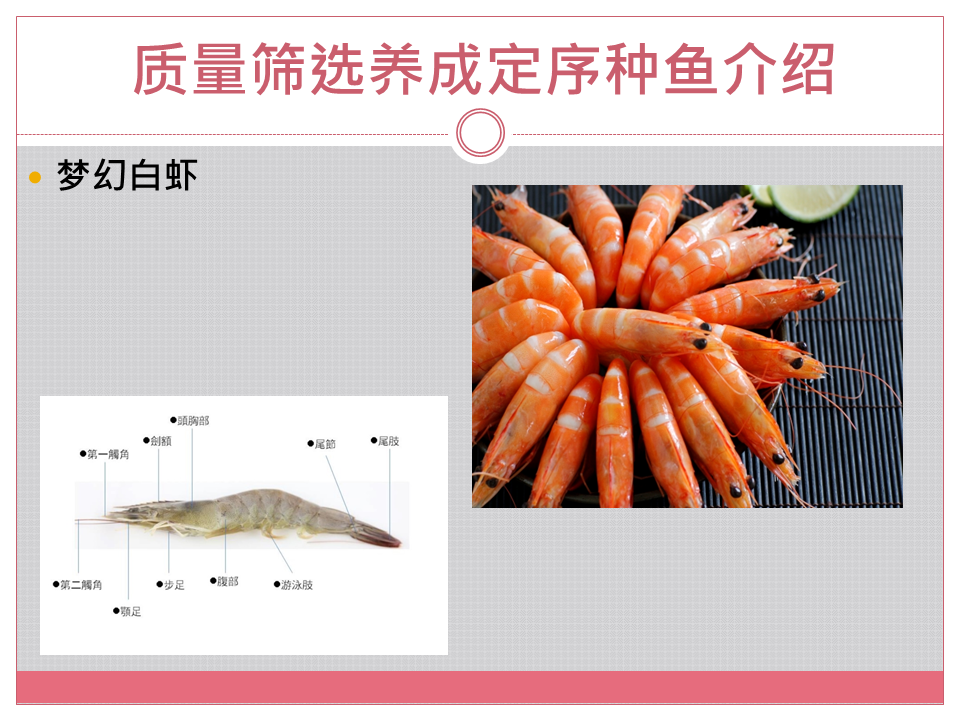 质量筛选养成定序种鱼介绍
梦幻白虾
頭胸部
劍額
第一觸角
尾節
尾肢
第二觸角
步足
腹部
游泳肢
顎足